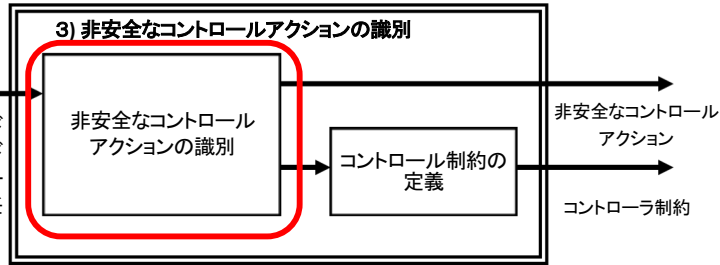 3) 非安全なコントロールアクションの識別
非安全なコントロール
アクションの識別
コントロール制約の
定義
非安全なコントロール
アクション
コントローラ制約